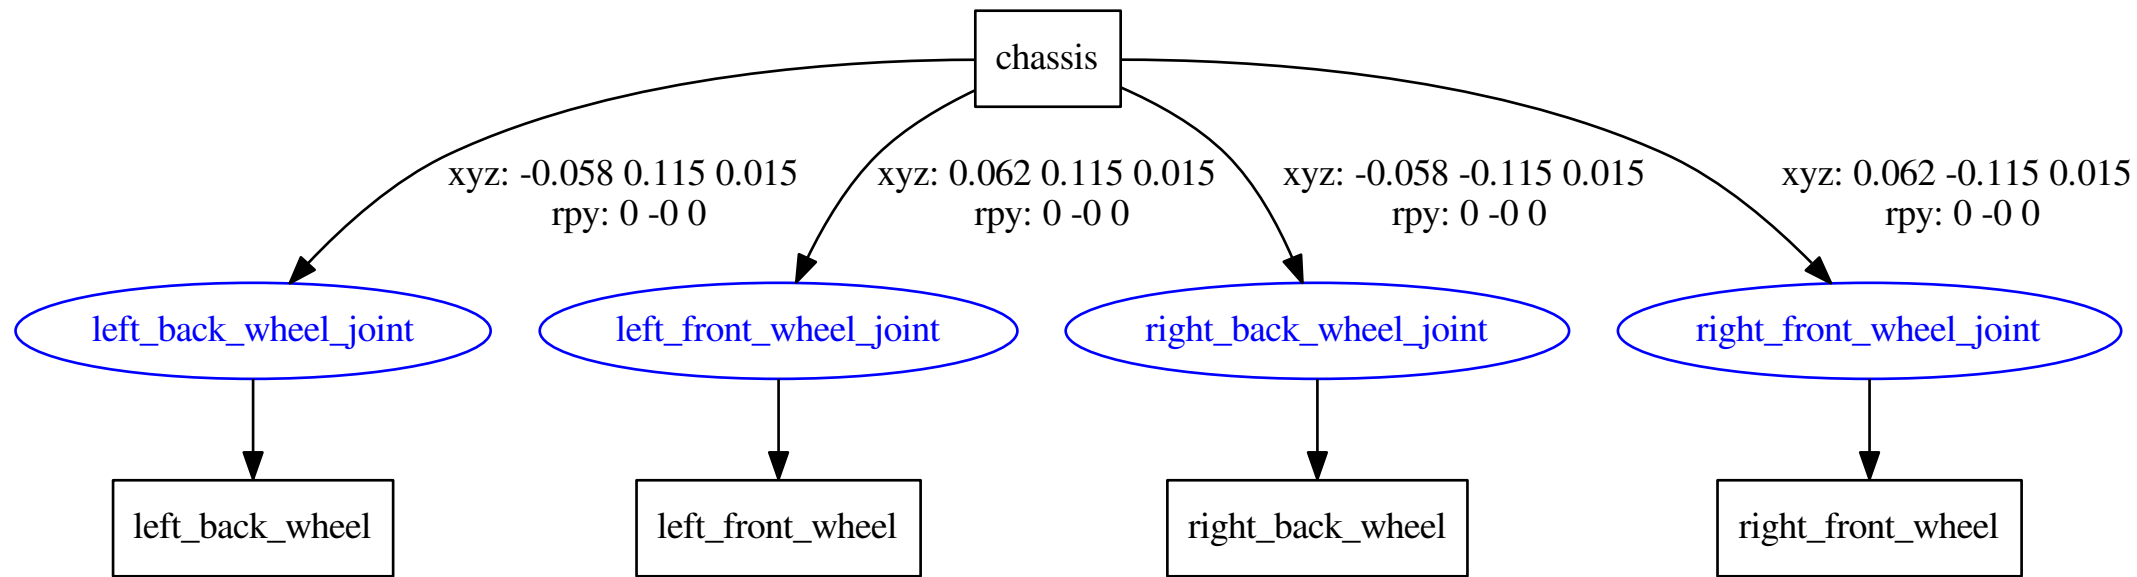 chassis
xyz: -0.058 0.115 0.015
rpy: 0 -0 0
xyz: 0.062 0.115 0.015
rpy: 0 -0 0
xyz: -0.058 -0.115 0.015
rpy: 0 -0 0
xyz: 0.062 -0.115 0.015
rpy: 0 -0 0
left_back_wheel_joint
left_front_wheel_joint
right_back_wheel_joint
right_front_wheel_joint
left_back_wheel
left_front_wheel
right_back_wheel
right_front_wheel